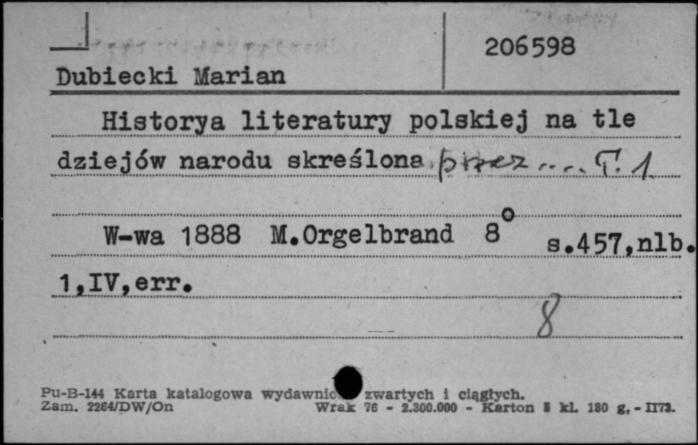 206598
Dubiecki Marian
Historya literatury polskiej na tle
dziejów narodu skreślona przez .... T. 1
W-wa 1888 M.Orgelbrand 8° s.457,nlb.
1,IV,err.
8
Pu-B-144 Karta katalogowa wydawnic zwartych i ciągłych.
Zam. 2264/DW/On Wrak 76 - 2.300.000 - Karton 5 kl. 180 g, - II73.